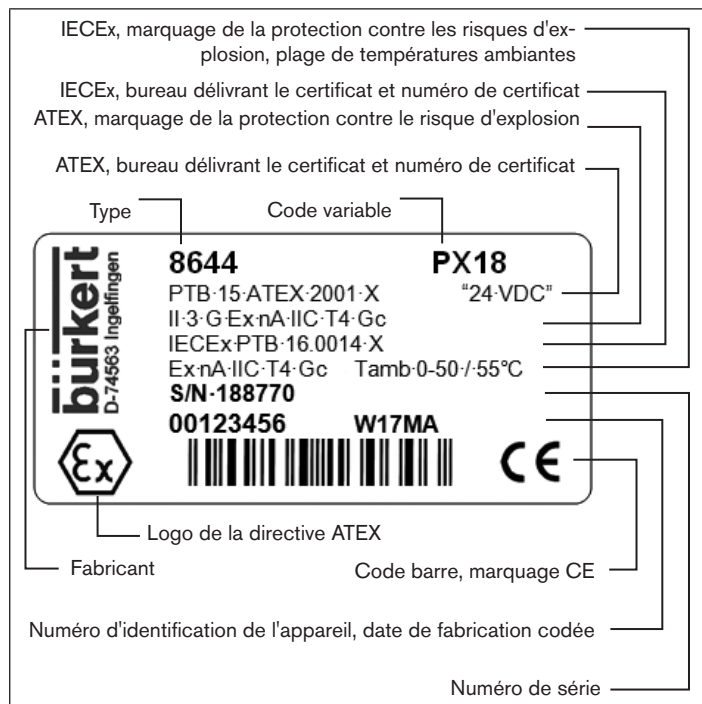 IECEx, marquage de la protection contre les risques d'ex-
plosion, plage de températures ambiantes
IECEx, bureau délivrant le certificat et numéro de certificat
ATEX, marquage de la protection contre le risque d'explosion
ATEX, bureau délivrant le certificat et numéro de certificat
Type
Code variable
bürkert
D-74563 Ingelfingen
8644
PX18
PTB·15·ATEX·2001·X
"24·VDC"
II·3·G·Ex·nA·IIC·T4·Gc
IECEx·PTB·16.0014·X
Ex·nA·IIC·T4·Gc
Tamb·0-50·/·55°C
S/N·188770
00123456
W17MA
Ex
CE
Logo de la directive ATEX
Fabricant
Code barre, marquage CE
Numéro d'identification de l'appareil, date de fabrication codée
Numéro de série